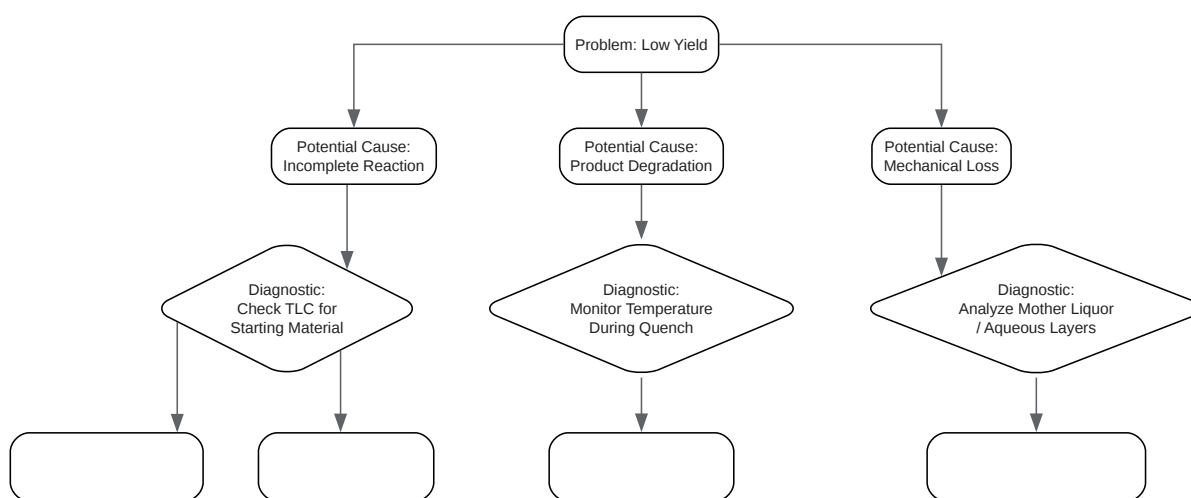 Problem: Low Yield
Potential Cause:
Incomplete Reaction
Potential Cause:
Product Degradation
Potential Cause:
Mechanical Loss
Diagnostic:
Check TLC for
Starting Material
Diagnostic:
Monitor Temperature
During Quench
Diagnostic:
Analyze Mother Liquor
/ Aqueous Layers